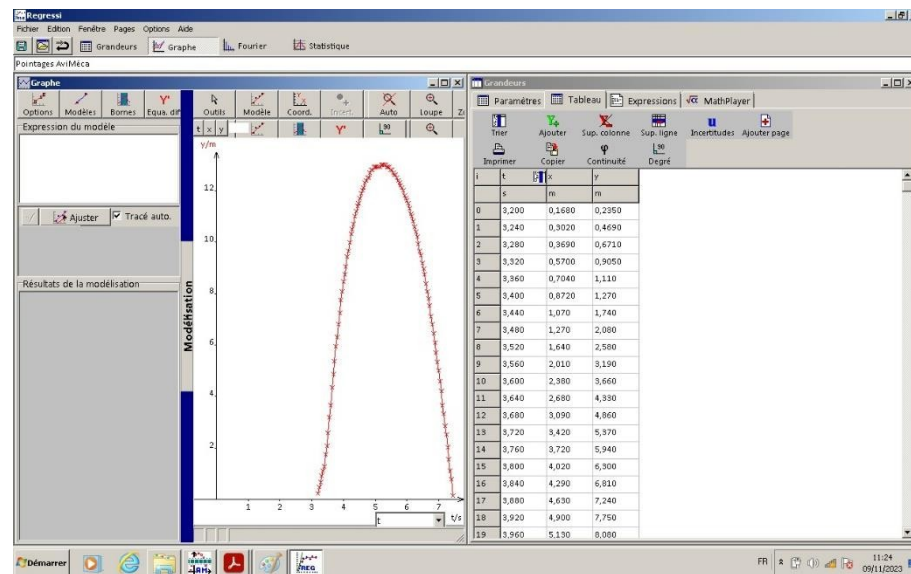 Regressi
Fichier Edition Fenêtre Pages Options Aide
Grandeurs Graphe Fourier Statistique
Pointages AviMéca
Graphe
Options Modèles Bornes Equa. dif Outils Modèle Coord. Incert. Auto Loupe
Expression du modèle
t x y Y' 90
Ajuster Tracé auto.
Résultats de la modélisation
Modélisation
y/m
12
10
8
6
4
2
1 2 3 4 5 6 7
t t/s
Grandeurs
Paramètres Tableau Expressions √α MathPlayer
Trier Ajouter Sup. colonne Sup. ligne Incertitudes Ajouter page
Imprimer Copier Continuité Degré
i t x y
s m m
0 3,200 0,1680 0,2350
1 3,240 0,3020 0,4690
2 3,280 0,3690 0,6710
3 3,320 0,5700 0,9050
4 3,360 0,7040 1,110
5 3,400 0,8720 1,270
6 3,440 1,070 1,740
7 3,480 1,270 2,080
8 3,520 1,640 2,580
9 3,560 2,010 3,190
10 3,600 2,380 3,660
11 3,640 2,680 4,330
12 3,680 3,090 4,860
13 3,720 3,420 5,370
14 3,760 3,720 5,940
15 3,800 4,020 6,300
16 3,840 4,290 6,810
17 3,880 4,630 7,240
18 3,920 4,900 7,750
19 3,960 5,130 8,080
Démarrer
FR 11:24
09/11/2023